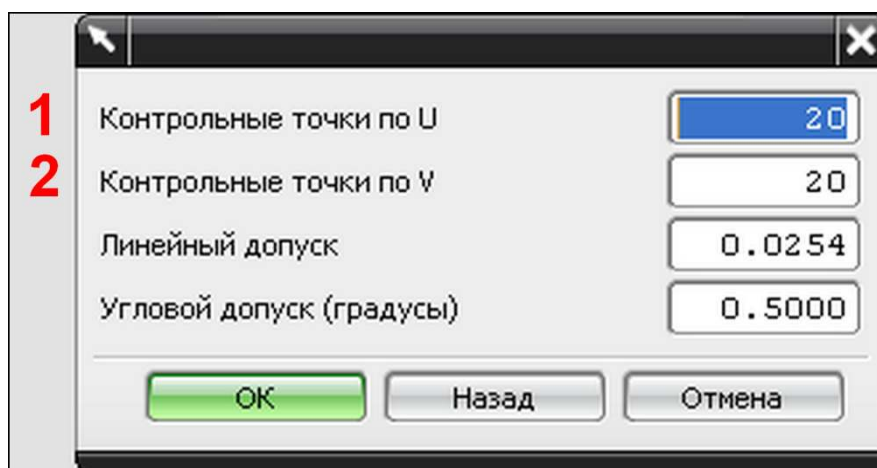 1 Контрольные точки по U 20
2 Контрольные точки по V 20
Линейный допуск 0.0254
Угловой допуск (градусы) 0.5000
OK Назад Отмена